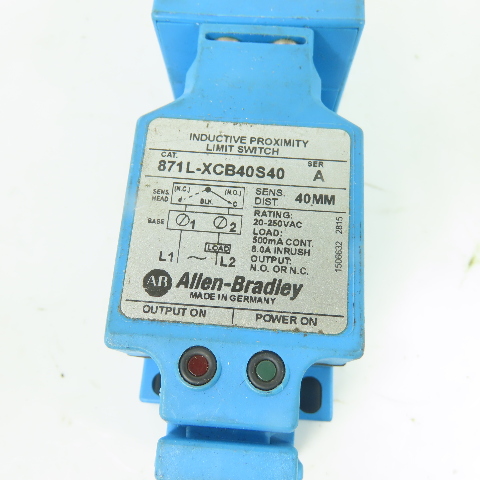 INDUCTIVE PROXIMITY
LIMIT SWITCH
CAT.
871L-XCB40S40
SER
A
SENS.
HEAD
(N.C.)
(N.O.)
BLK
C
SENS.
DIST
40MM
BASE
1
2
RATING:
20-250VAC
LOAD:
500mA CONT.
8.0A INRUSH
OUTPUT:
N.O. OR N.C.
LOAD
L1
L2
1506632 2815
AB Allen-Bradley
MADE IN GERMANY
OUTPUT ON
POWER ON